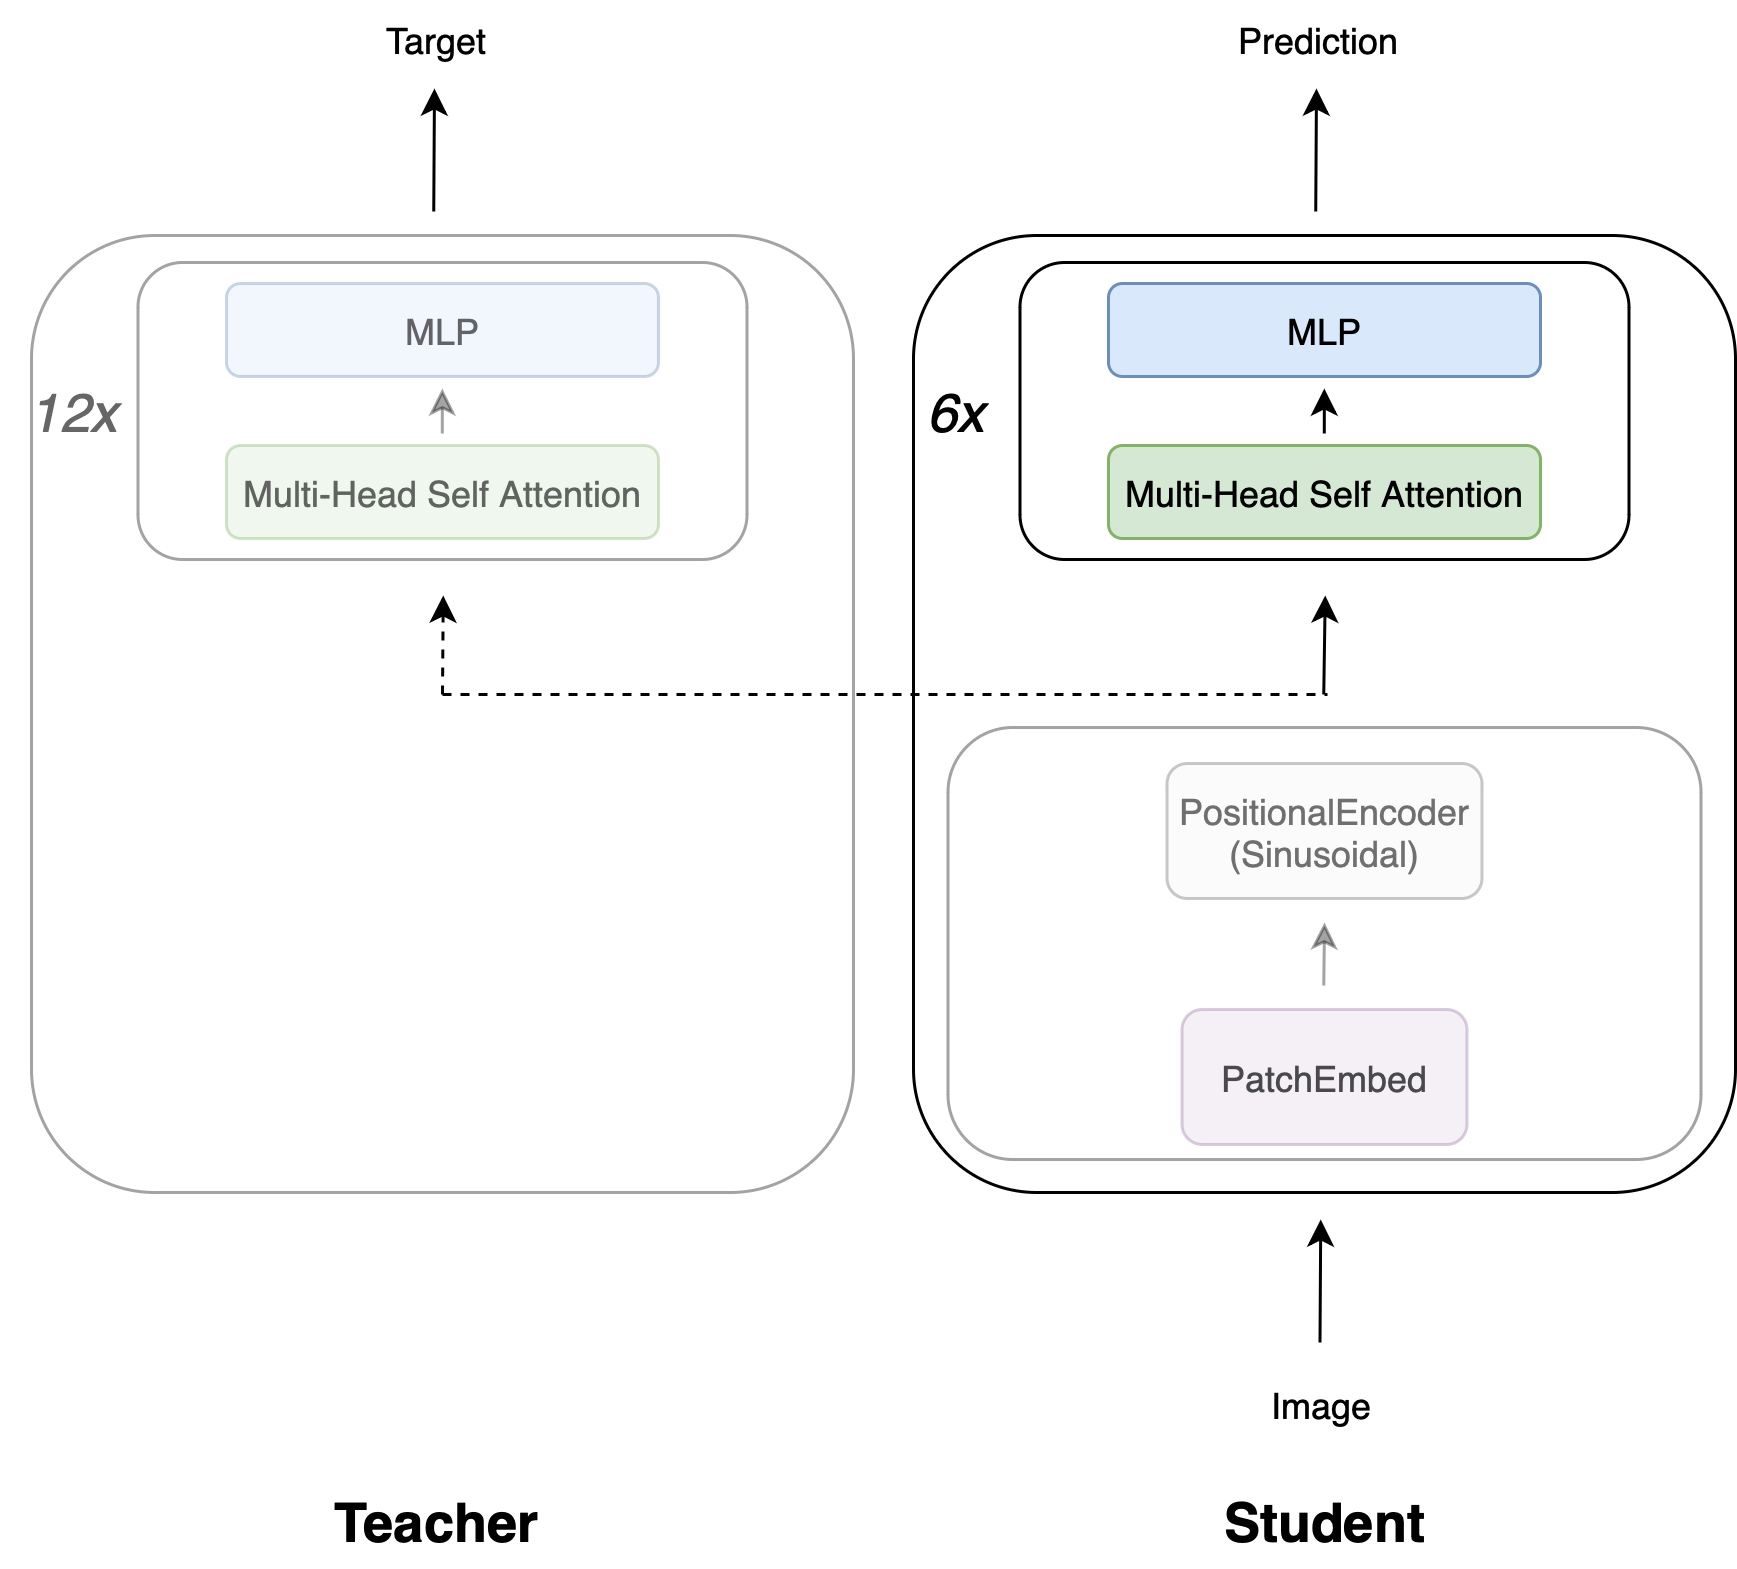 Target
Prediction
MLP
MLP
12x
6x
Multi-Head Self Attention
Multi-Head Self Attention
PositionalEncoder
(Sinusoidal)
PatchEmbed
Image
Teacher
Student